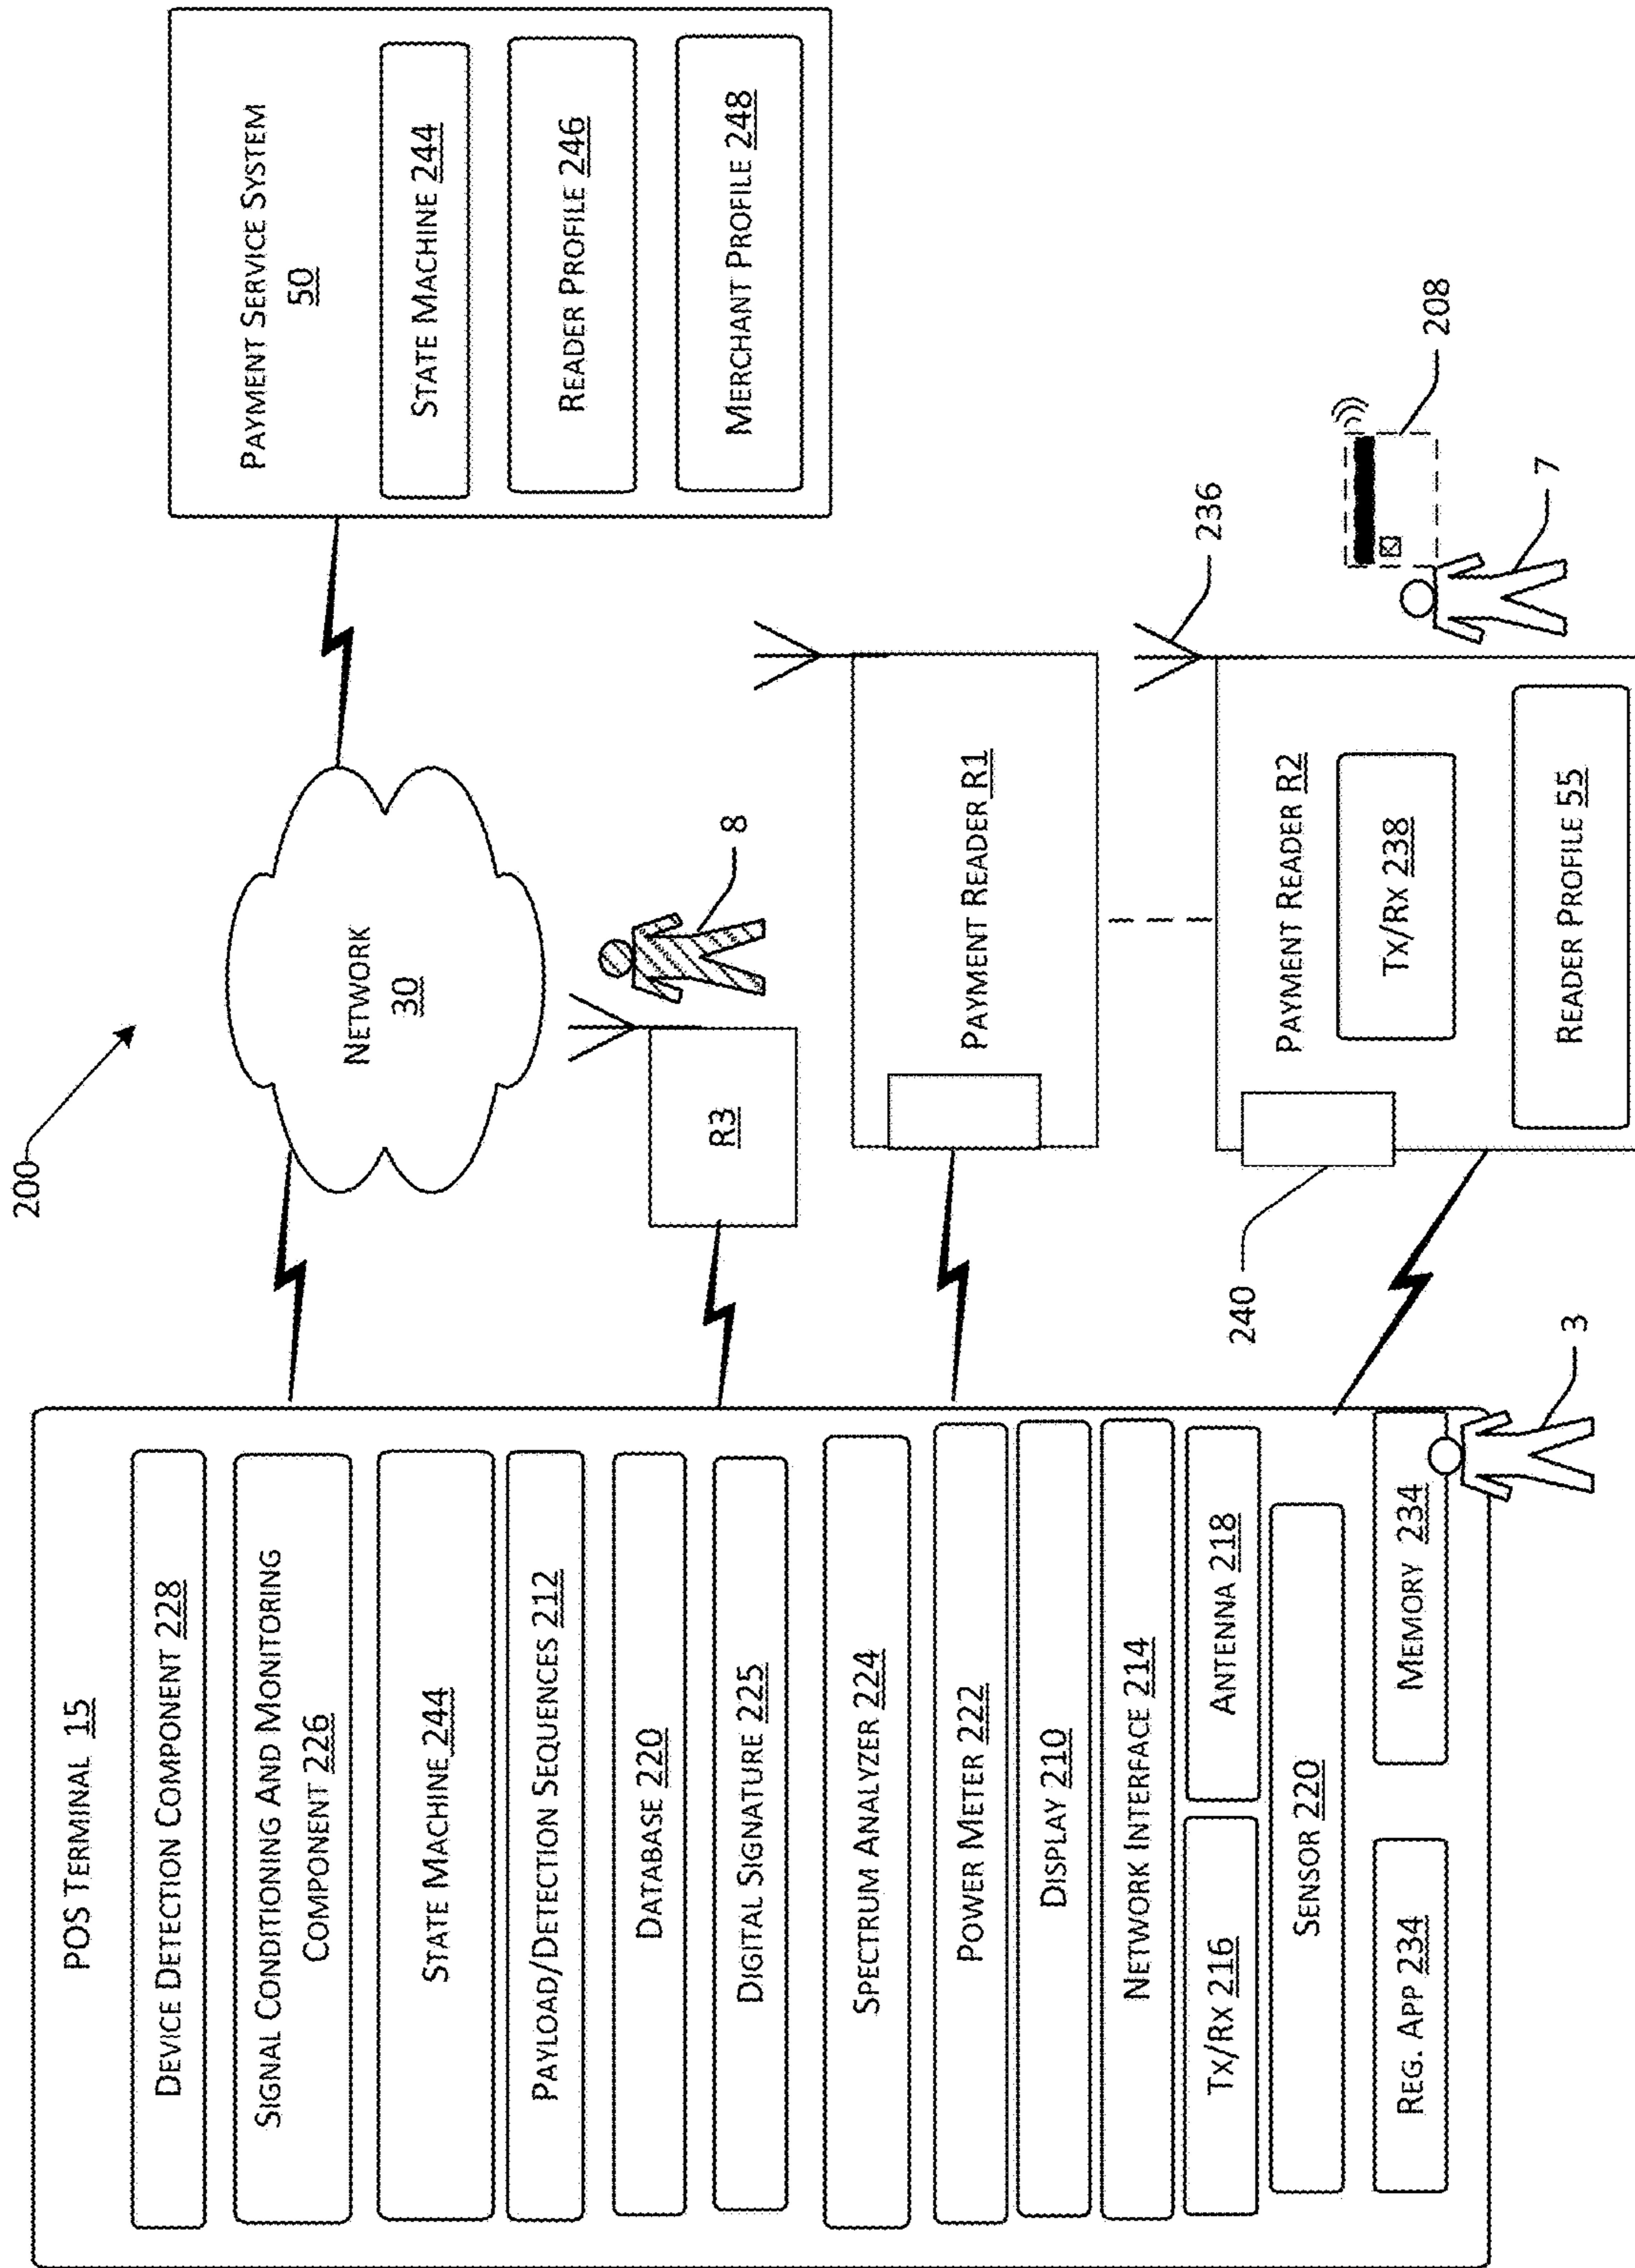 200
POS TERMINAL 15
DEVICE DETECTION COMPONENT 228
SIGNAL CONDITIONING AND MONITORING
COMPONENT 226
STATE MACHINE 244
PAYLOAD/DETECTION SEQUENCES 212
DATABASE 220
DIGITAL SIGNATURE 225
SPECTRUM ANALYZER 224
POWER METER 222
DISPLAY 210
NETWORK INTERFACE 214
TX/RX 216
ANTENNA 218
SENSOR 220
REG. APP 234
MEMORY 234
3
NETWORK
30
R3
8
PAYMENT READER R1
PAYMENT READER R2
TX/RX 238
READER PROFILE 55
240
236
208
7
PAYMENT SERVICE SYSTEM
50
STATE MACHINE 244
READER PROFILE 246
MERCHANT PROFILE 248